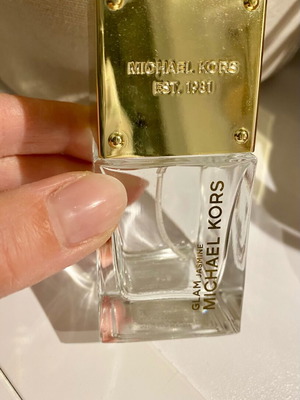 MICHAEL KORS
EST. 1981
GLAM JASMINE
MICHAEL KORS